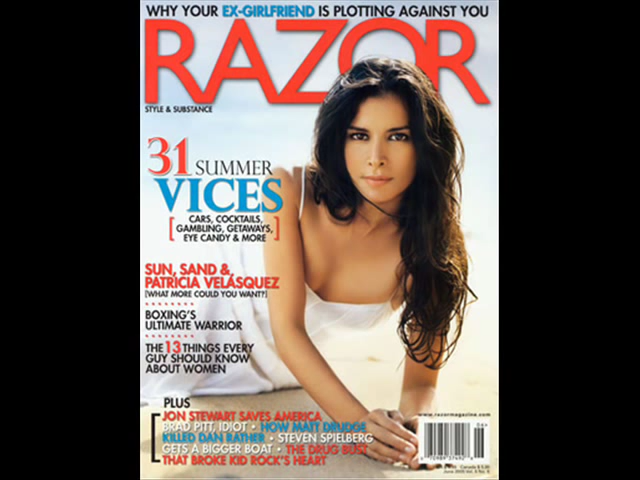 WHY YOUR EX-GIRLFRIEND IS PLOTTING AGAINST YOU
RAZOR
STYLE & SUBSTANCE
31 SUMMER
VICES
[CARS, COCKTAILS,
GAMBLING, GETAWAYS,
EYE CANDY & MORE]
SUN, SAND &
PATRICIA VELÁSQUEZ
[WHAT MORE COULD YOU WANT?]
BOXING'S
ULTIMATE WARRIOR
THE 13 THINGS EVERY
GUY SHOULD KNOW
ABOUT WOMEN
PLUS
JON STEWART SAVES AMERICA
BRAD PITT, IDIOT • HOW MATT DRUDGE
KILLED DAN RATHER • STEVEN SPIELBERG
GETS A BIGGER BOAT • THE DRUG BUST
THAT BROKE KID ROCK'S HEART
www.razormagazine.com